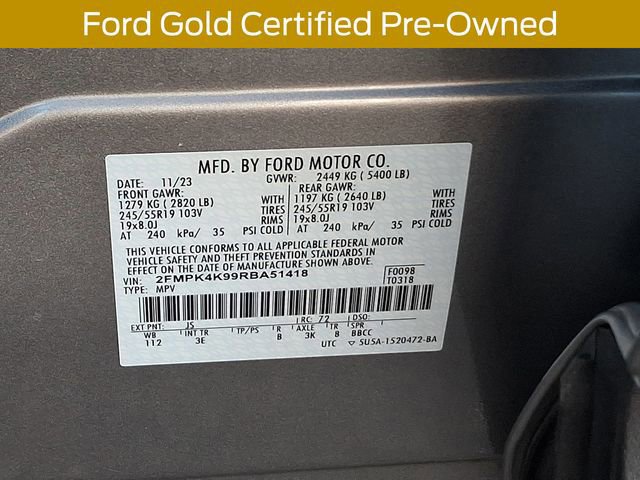 Ford Gold Certified Pre-Owned
MFD. BY FORD MOTOR CO.
DATE: 11/23 GVWR: 2449 KG ( 5400 LB)
FRONT GAWR: REAR GAWR:
1279 KG ( 2820 LB) WITH 1197 KG ( 2640 LB) WITH
245/55R19 103V TIRES 245/55R19 103V TIRES
19x8.0J RIMS 19x8.0J RIMS
AT 240 kPa/ 35 PSI COLD AT 240 kPa/ 35 PSI COLD
THIS VEHICLE CONFORMS TO ALL APPLICABLE FEDERAL MOTOR
VEHICLE SAFETY AND THEFT PREVENTION STANDARDS IN
EFFECT ON THE DATE OF MANUFACTURE SHOWN ABOVE.
VIN: 2FMPK4K99RBA51418 F0098
TYPE: MPV T0318
EXT PNT: JS RC: 72 DSO:
WB INT TR TP/PS R AXLE TR SPR
112 3E B 3K 8 BBCC
UTC 5U5A-1520472-BA